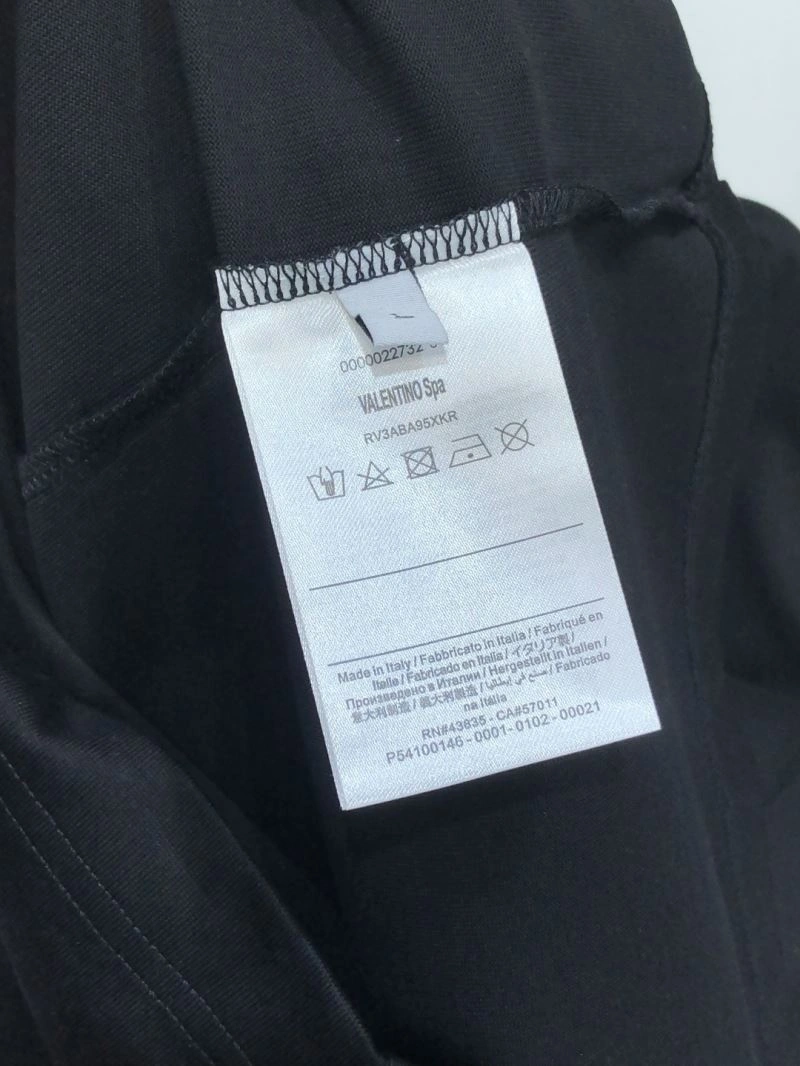 0000022732
VALENTINO Spa
RV3ABA95XKR
Made in Italy / Fabbricato in Italia / Fabriqué en
Italie / Fabricado en Italia / イタリア製 /
Произведено в Италии / Hergestellt in Italien /
意大利制造 / 義大利製造 / صنع في إيطاليا / Fabricado
na Itália
RN#43835 - CA#57011
P54100146 - 0001 - 0102 - 00021